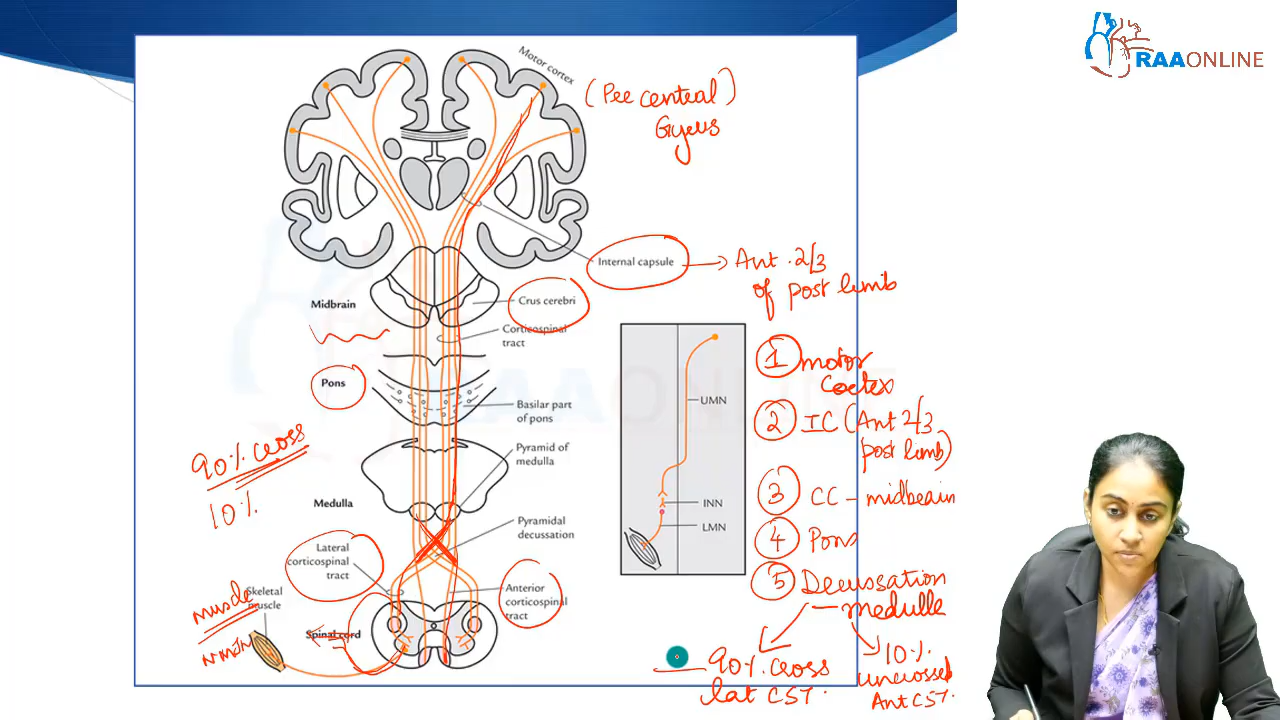 RAAONLINE
Motor cortex
(Pre central)
Gyrus
Internal capsule
Ant. 2/3
of post limb
Midbrain
Crus cerebri
Corticospinal
tract
Pons
Basilar part
of pons
Pyramid of
medulla
90% cross
10%
Medulla
Pyramidal
decussation
Lateral
corticospinal
tract
Anterior
corticospinal
tract
muscle
Skeletal
muscle
Spinal cord
NMJN
UMN
INN
LMN
1 motor
cortex
2 IC (Ant 2/3
post limb)
3 CC - midbrain
4 Pons
5 Decussation
- medulla
90% cross
lat CST.
10%
uncrossed
Ant CST.